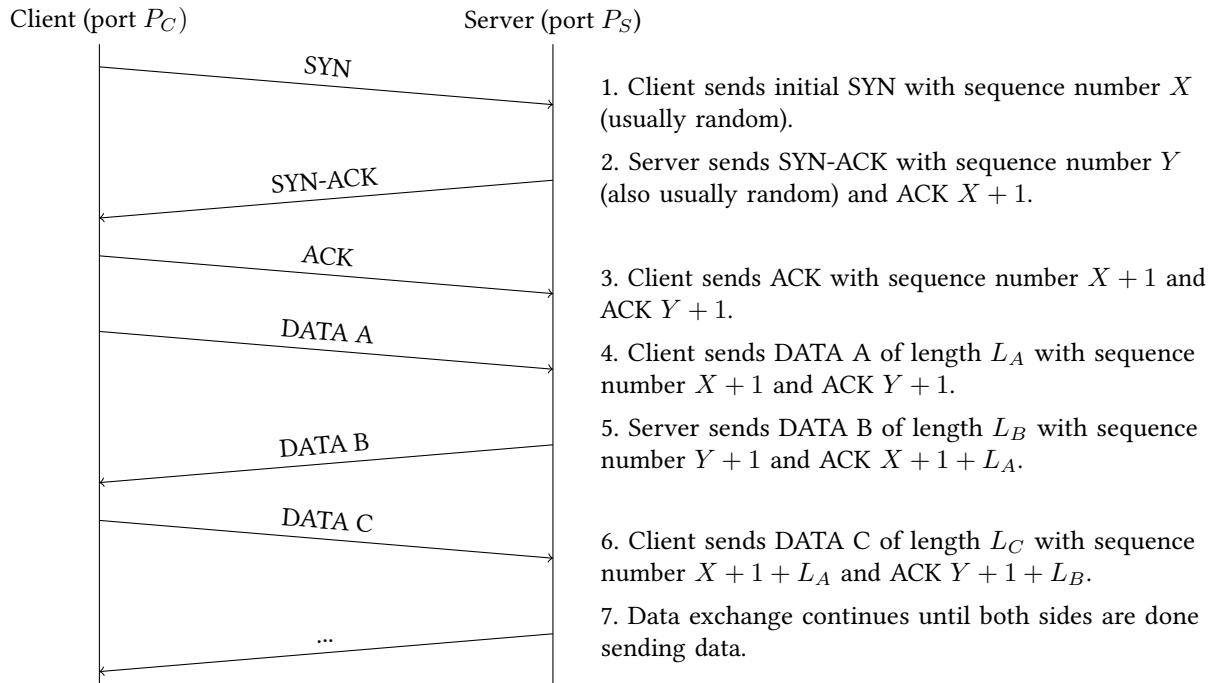 Client (port P_C)
Server (port P_S)
SYN
1. Client sends initial SYN with sequence number X
(usually random).
SYN-ACK
2. Server sends SYN-ACK with sequence number Y
(also usually random) and ACK X + 1.
ACK
3. Client sends ACK with sequence number X + 1 and
ACK Y + 1.
DATA A
4. Client sends DATA A of length L_A with sequence
number X + 1 and ACK Y + 1.
DATA B
5. Server sends DATA B of length L_B with sequence
number Y + 1 and ACK X + 1 + L_A.
DATA C
6. Client sends DATA C of length L_C with sequence
number X + 1 + L_A and ACK Y + 1 + L_B.
...
7. Data exchange continues until both sides are done
sending data.